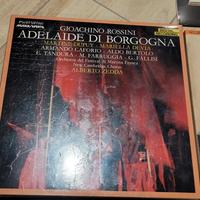 GIOACHINO ROSSINI
ADELAIDE DI BORGOGNA
MARTINE DUPUY - MARIELLA DEVIA
ARMANDO CAFORIO - ALDO BERTOLO
E. TANDURA - M. FARRUGGIA - G. FALLISI
Orchestra del Festival di Martina Franca
New Cambridge Chorus
ALBERTO ZEDDA